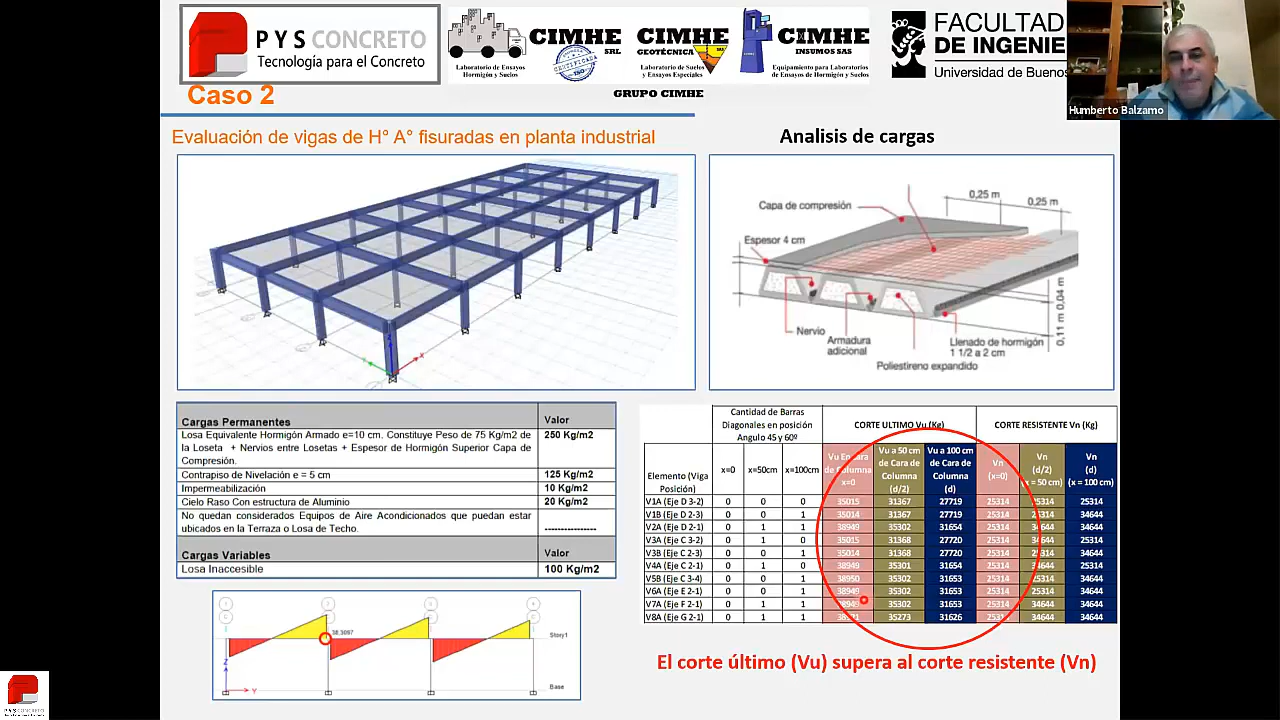 PYS CONCRETO
Tecnología para el Concreto
CIMHE SRL
Laboratorio de Ensayos
Hormigón y Suelos
CERTIFICADA
ISO
CIMHE
GEOTÉCNICA SAS
Laboratorio de Suelos
y Ensayos Especiales
CIMHE
INSUMOS SAS
Equipamiento para Laboratorios
de Ensayos de Hormigón y Suelos
GRUPO CIMHE
FACULTAD
DE INGENIE
Universidad de Buenos
Humberto Balzamo
Caso 2
Evaluación de vigas de H° A° fisuradas en planta industrial
Analisis de cargas
Capa de compresión
0,25 m
0,25 m
Espesor 4 cm
Nervio
Armadura
adicional
Poliestireno expandido
Llenado de hormigón
1 1/2 a 2 cm
0,11 m 0,04 m
Cargas Permanentes Valor
Losa Equivalente Hormigón Armado e=10 cm. Constituye Peso de 75 Kg/m2 de 250 Kg/m2
la Loseta + Nervios entre Losetas + Espesor de Hormigón Superior Capa de
Compresión.
Contrapiso de Nivelación e = 5 cm 125 Kg/m2
Impermeabilización 10 Kg/m2
Cielo Raso Con estructura de Aluminio 20 Kg/m2
No quedan considerados Equipos de Aire Acondicionados que puedan estar
ubicados en la Terraza o Losa de Techo. ----------------
Cargas Variables Valor
Losa Inaccesible 100 Kg/m2
38.3097
Story1
Base
Z
Y
Cantidad de Barras
Diagonales en posición
Angulo 45 y 60º
CORTE ULTIMO Vu (Kg)
CORTE RESISTENTE Vn (Kg)
Elemento (Viga
Posición)
x=0 x=50cm x=100cm
Vu En cara
de Columna
x=0
Vu a 50 cm
de Cara de
Columna
(d/2)
Vu a 100 cm
de Cara de
Columna
(d)
Vn
(x=0)
Vn
(d/2)
(x = 50 cm)
Vn
(d)
(x = 100 cm)
V1A (Eje D 3-2) 0 0 0 35015 31367 27719 25314 25314 25314
V1B (Eje D 2-3) 0 0 1 35014 31367 27719 25314 25314 34644
V2A (Eje D 2-1) 0 1 1 38949 35302 31654 25314 34644 34644
V3A (Eje C 3-2) 0 1 0 35015 31368 27720 25314 34644 25314
V3B (Eje C 2-3) 0 0 1 35014 31368 27720 25314 25314 34644
V4A (Eje C 2-1) 0 1 0 38949 35301 31654 25314 34644 25314
V5B (Eje C 3-4) 0 0 1 38950 35302 31653 25314 25314 34644
V6A (Eje E 2-1) 0 0 1 38949 35302 31653 25314 25314 34644
V7A (Eje F 2-1) 0 1 1 38949 35302 31653 25314 34644 34644
V8A (Eje G 2-1) 0 1 1 35273 31626 25314 34644 34644
El corte último (Vu) supera al corte resistente (Vn)
PYS CONCRETO